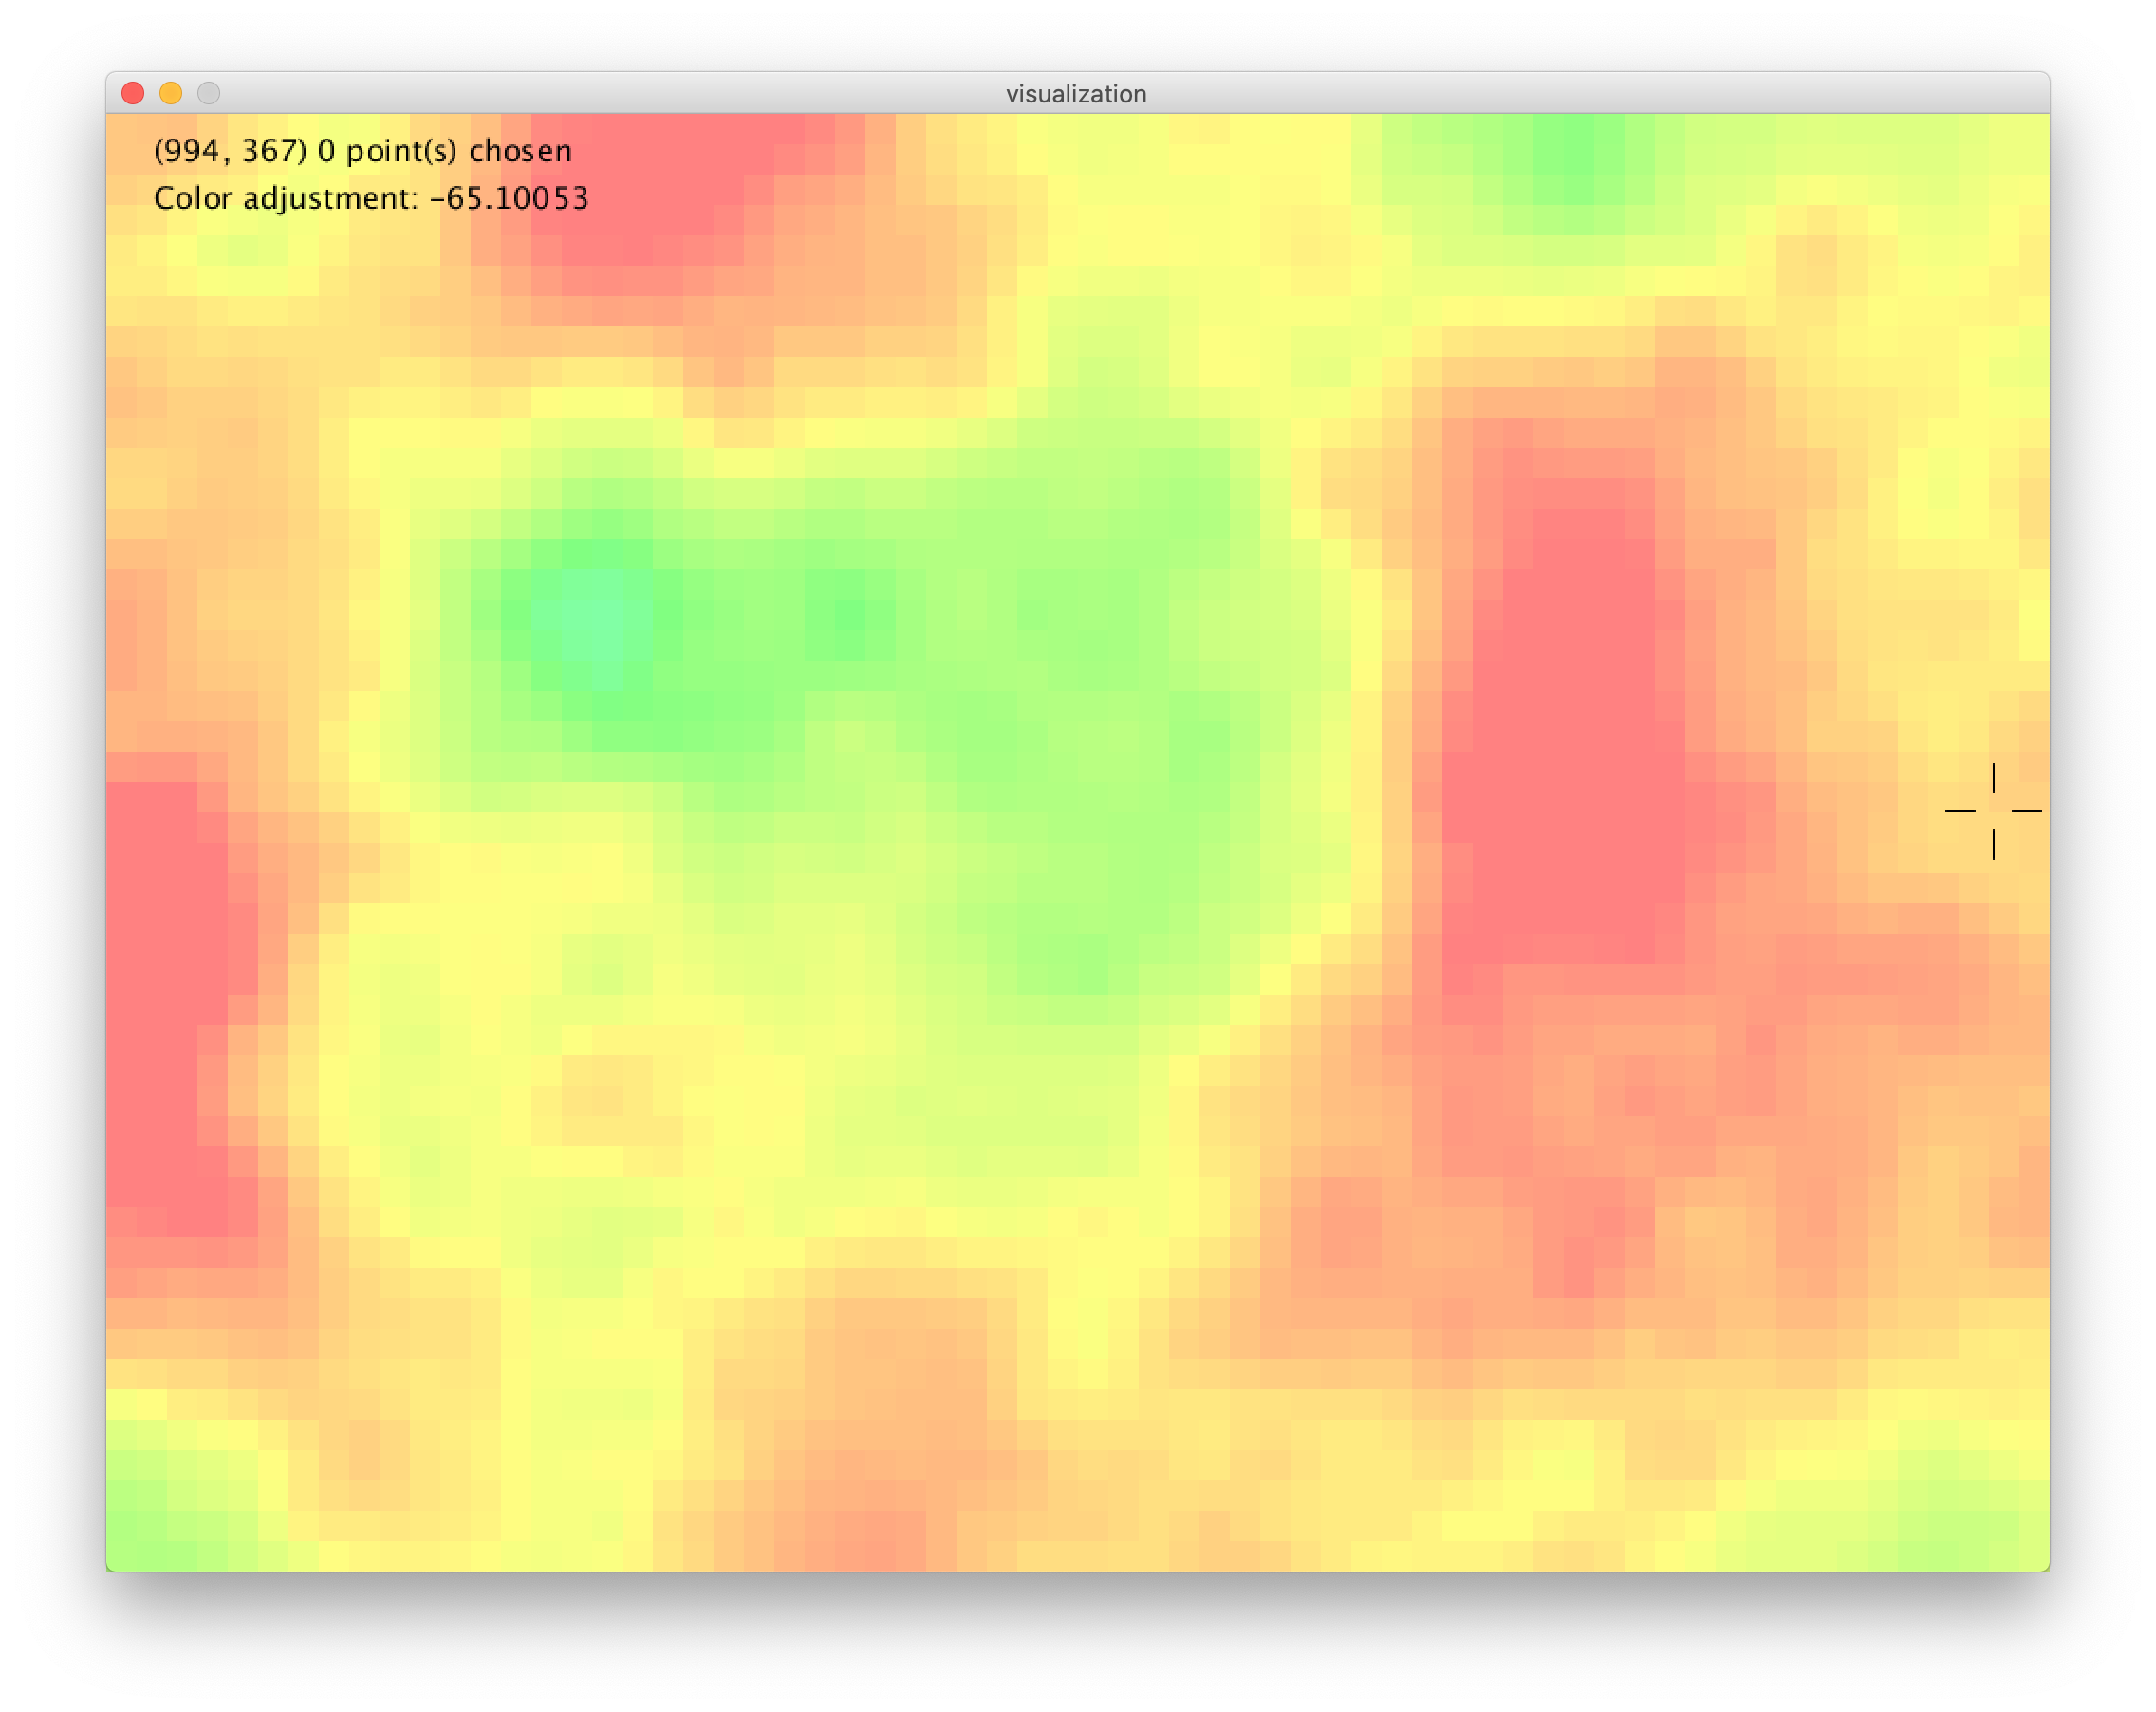 visualization
(994, 367) 0 point(s) chosen
Color adjustment: -65.10053